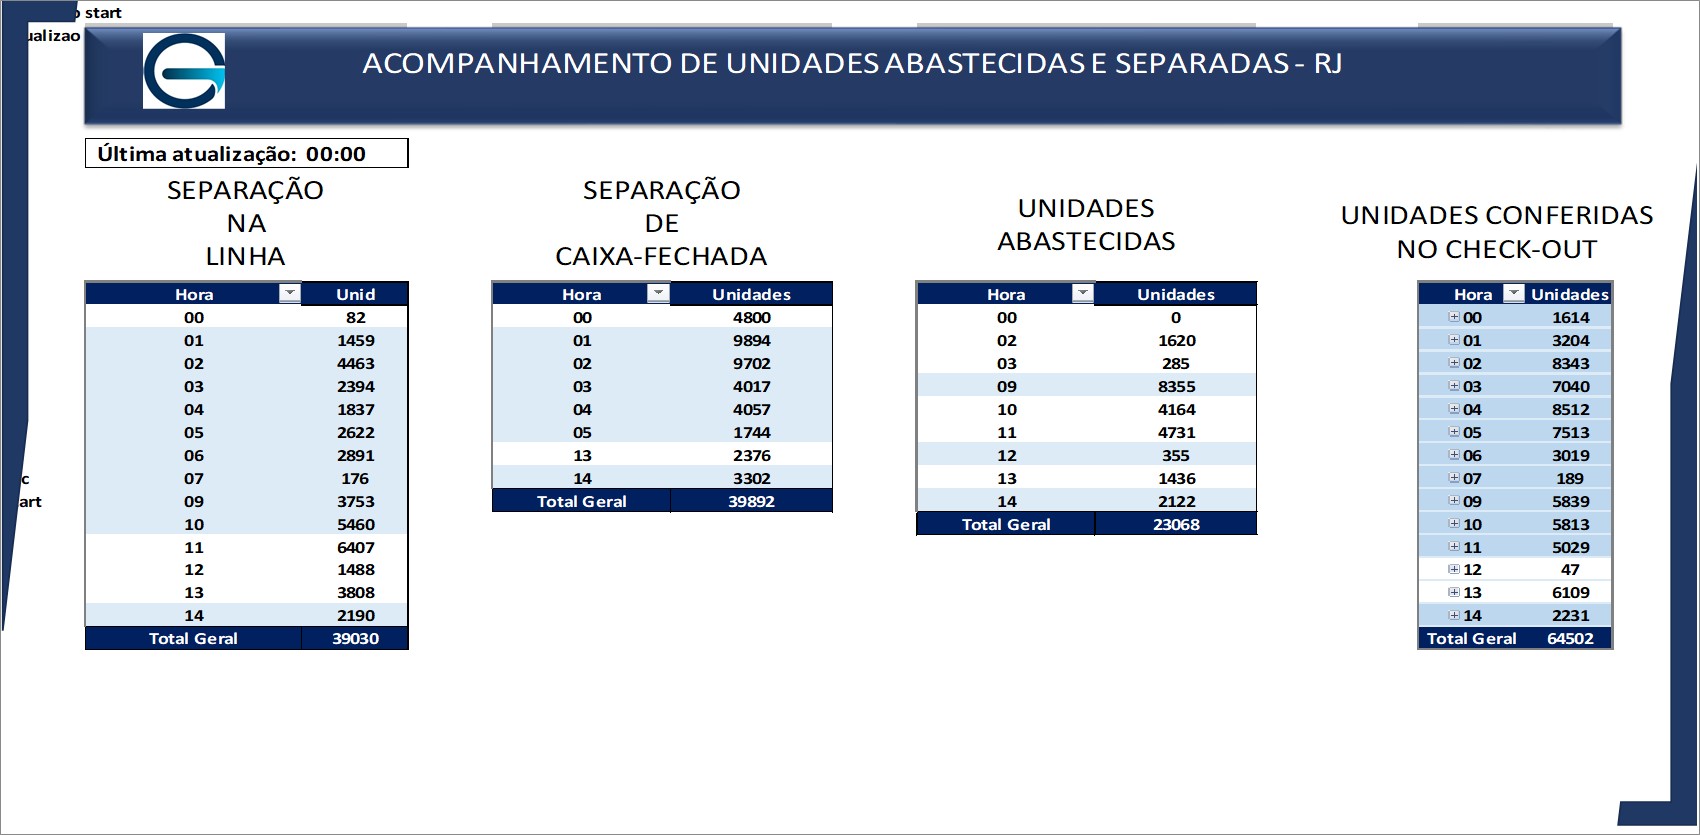 start
ualizao
ACOMPANHAMENTO DE UNIDADES ABASTECIDAS E SEPARADAS - RJ
Última atualização: 00:00
SEPARAÇÃO
NA
LINHA
Hora Unid
00 82
01 1459
02 4463
03 2394
04 1837
05 2622
06 2891
07 176
09 3753
10 5460
11 6407
12 1488
13 3808
14 2190
Total Geral 39030
SEPARAÇÃO
DE
CAIXA-FECHADA
Hora Unidades
00 4800
01 9894
02 9702
03 4017
04 4057
05 1744
13 2376
14 3302
Total Geral 39892
UNIDADES
ABASTECIDAS
Hora Unidades
00 0
02 1620
03 285
09 8355
10 4164
11 4731
12 355
13 1436
14 2122
Total Geral 23068
UNIDADES CONFERIDAS
NO CHECK-OUT
Hora Unidades
00 1614
01 3204
02 8343
03 7040
04 8512
05 7513
06 3019
07 189
09 5839
10 5813
11 5029
12 47
13 6109
14 2231
Total Geral 64502
c
art